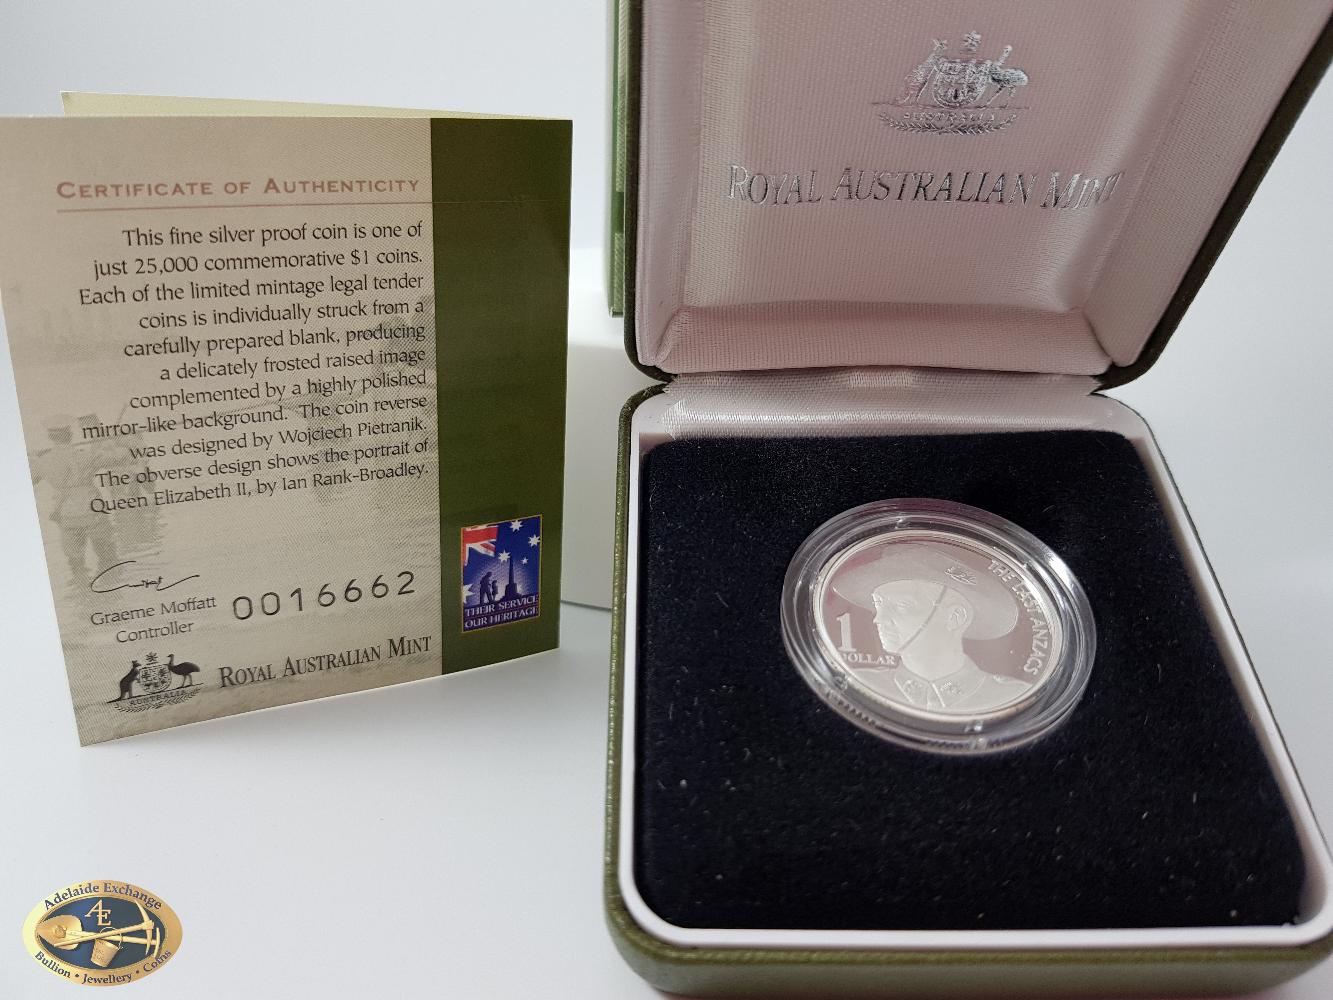 CERTIFICATE OF AUTHENTICITY
This fine silver proof coin is one of
just 25,000 commemorative $1 coins.
Each of the limited mintage legal tender
coins is individually struck from a
carefully prepared blank, producing
a delicately frosted raised image
complemented by a highly polished
mirror-like background. The coin reverse
was designed by Wojciech Pietranik.
The obverse design shows the portrait of
Queen Elizabeth II, by Ian Rank-Broadley.
Graeme Moffatt
Controller
0016662
AUSTRALIA
ROYAL AUSTRALIAN MINT
THEIR SERVICE
OUR HERITAGE
AUSTRALIA
ROYAL AUSTRALIAN MINT
1
DOLLAR
THE LAST ANZACS
Adelaide Exchange
AE
Bullion • Jewellery • Coins